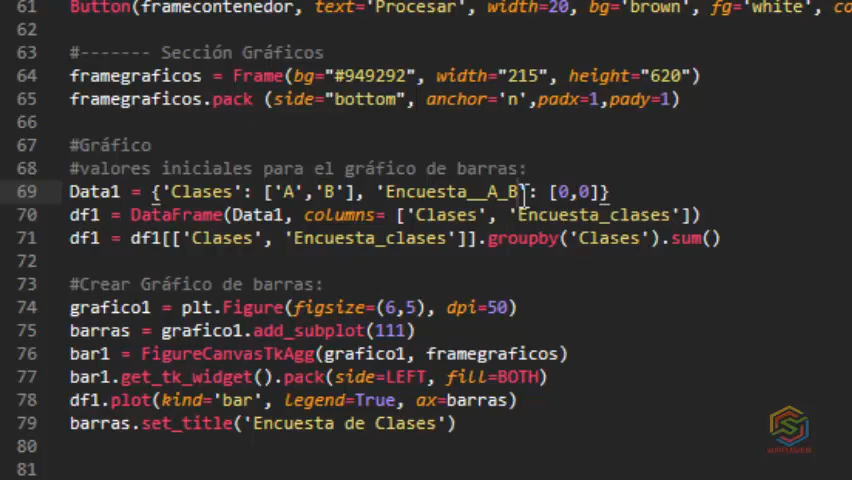 61 Button(framecontenedor, text='Procesar', width=20, bg='brown', fg='white', co
62
63 #------- Sección Gráficos
64 framegraficos = Frame(bg="#949292", width="215", height="620")
65 framegraficos.pack (side="bottom", anchor='n',padx=1,pady=1)
66
67 #Gráfico
68 #valores iniciales para el gráfico de barras:
69 Data1 = {'Clases': ['A','B'], 'Encuesta__A_B': [0,0]}
70 df1 = DataFrame(Data1, columns= ['Clases', 'Encuesta_clases'])
71 df1 = df1[['Clases', 'Encuesta_clases']].groupby('Clases').sum()
72
73 #Crear Gráfico de barras:
74 grafico1 = plt.Figure(figsize=(6,5), dpi=50)
75 barras = grafico1.add_subplot(111)
76 bar1 = FigureCanvasTkAgg(grafico1, framegraficos)
77 bar1.get_tk_widget().pack(side=LEFT, fill=BOTH)
78 df1.plot(kind='bar', legend=True, ax=barras)
79 barras.set_title('Encuesta de Clases')
80
81